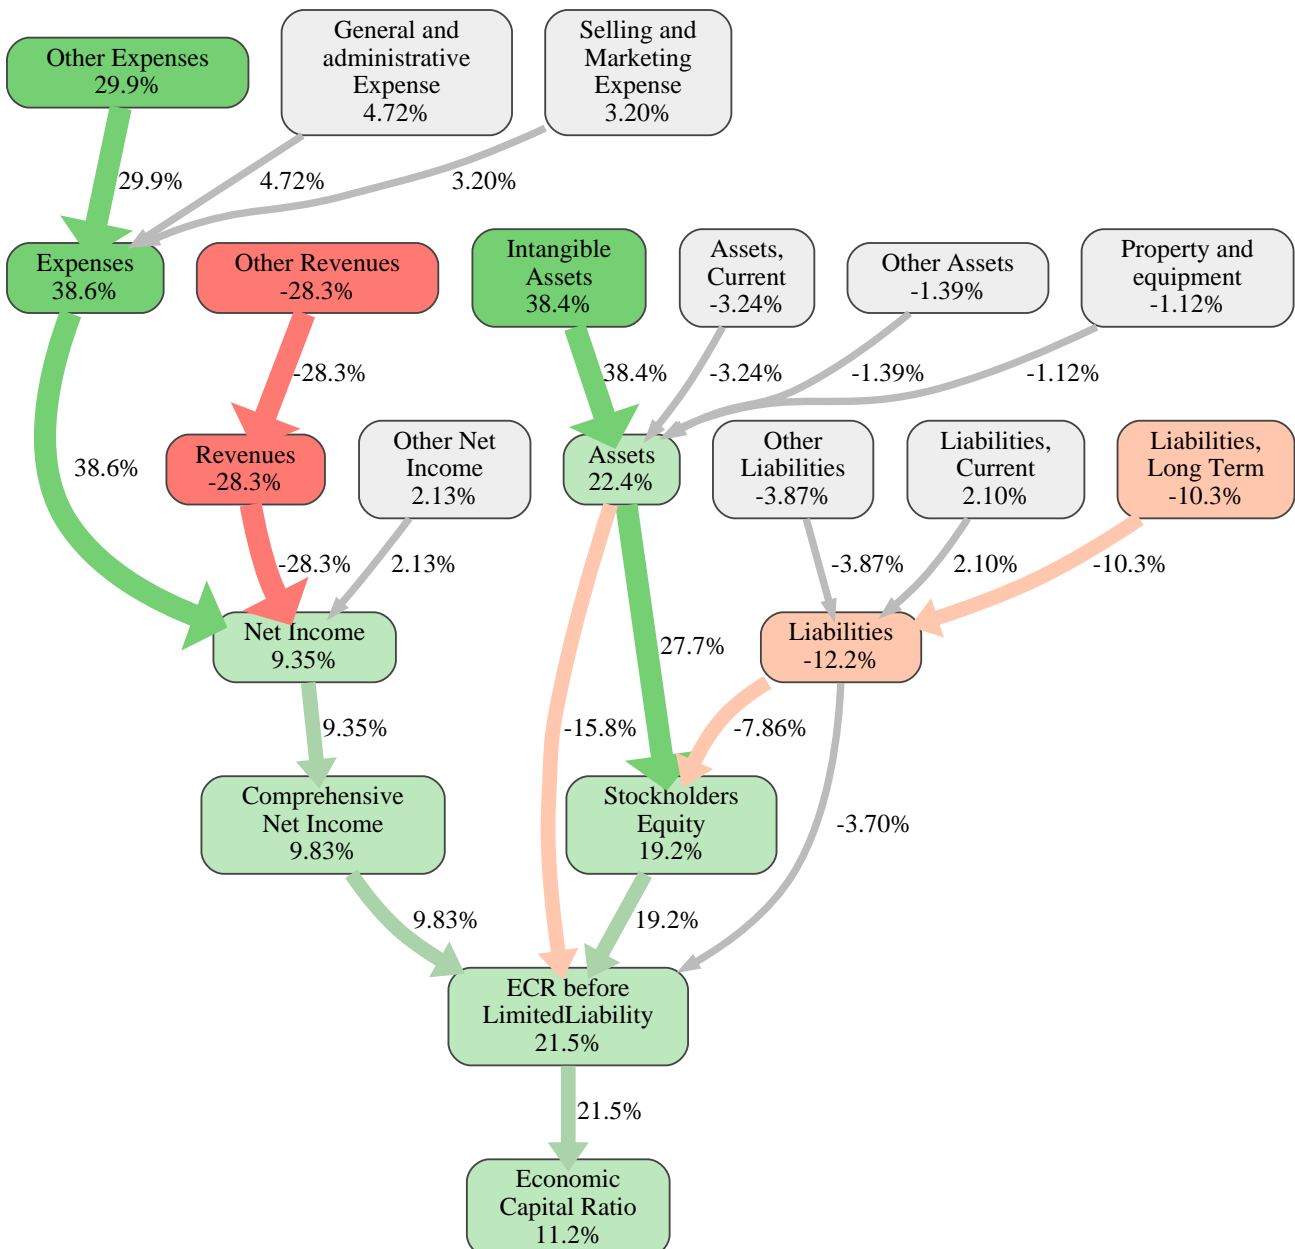 Other Expenses
29.9%
General and
administrative
Expense
4.72%
Selling and
Marketing
Expense
3.20%
29.9%
4.72%
3.20%
Expenses
38.6%
Other Revenues
-28.3%
Intangible
Assets
38.4%
Assets,
Current
-3.24%
Other Assets
-1.39%
Property and
equipment
-1.12%
-28.3%
38.4%
-3.24%
-1.39%
-1.12%
38.6%
Revenues
-28.3%
Other Net
Income
2.13%
Assets
22.4%
Other
Liabilities
-3.87%
Liabilities,
Current
2.10%
Liabilities,
Long Term
-10.3%
-28.3%
2.13%
-3.87%
2.10%
-10.3%
Net Income
9.35%
27.7%
Liabilities
-12.2%
9.35%
-15.8%
-7.86%
Comprehensive
Net Income
9.83%
Stockholders
Equity
19.2%
-3.70%
9.83%
19.2%
ECR before
LimitedLiability
21.5%
21.5%
Economic
Capital Ratio
11.2%